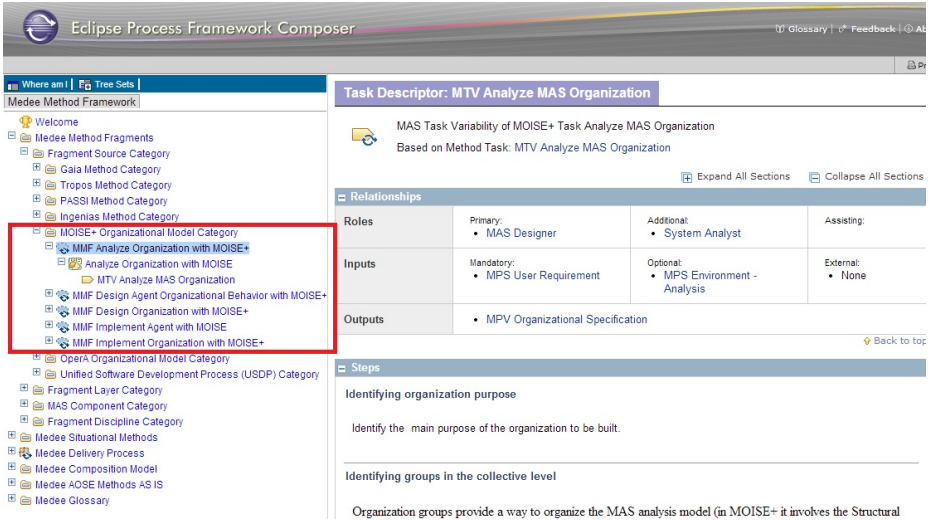 Eclipse Process Framework Composer
Glossary | Feedback | Ab
Pr
Where am I | Tree Sets |
Medee Method Framework
Welcome
Medee Method Fragments
Fragment Source Category
Gaia Method Category
Tropos Method Category
PASSI Method Category
Ingenias Method Category
MOISE+ Organizational Model Category
MMF Analyze Organization with MOISE+
Analyze Organization with MOISE
MTV Analyze MAS Organization
MMF Design Agent Organizational Behavior with MOISE+
MMF Design Organization with MOISE+
MMF Implement Agent with MOISE
MMF Implement Organization with MOISE+
OperA Organizational Model Category
Unified Software Development Process (USDP) Category
Fragment Layer Category
MAS Component Category
Fragment Discipline Category
Medee Situational Methods
Medee Delivery Process
Medee Composition Model
Medee AOSE Methods AS IS
Medee Glossary
Task Descriptor: MTV Analyze MAS Organization
MAS Task Variability of MOISE+ Task Analyze MAS Organization
Based on Method Task: MTV Analyze MAS Organization
Expand All Sections Collapse All Sections
Relationships
Roles Primary: Additional: Assisting:
• MAS Designer • System Analyst
Inputs Mandatory: Optional: External:
• MPS User Requirement • MPS Environment - • None
Analysis
Outputs • MPV Organizational Specification
Back to top
Steps
Identifying organization purpose
Identify the main purpose of the organization to be built.
Identifying groups in the collective level
Organization groups provide a way to organize the MAS analysis model (in MOISE+ it involves the Structural